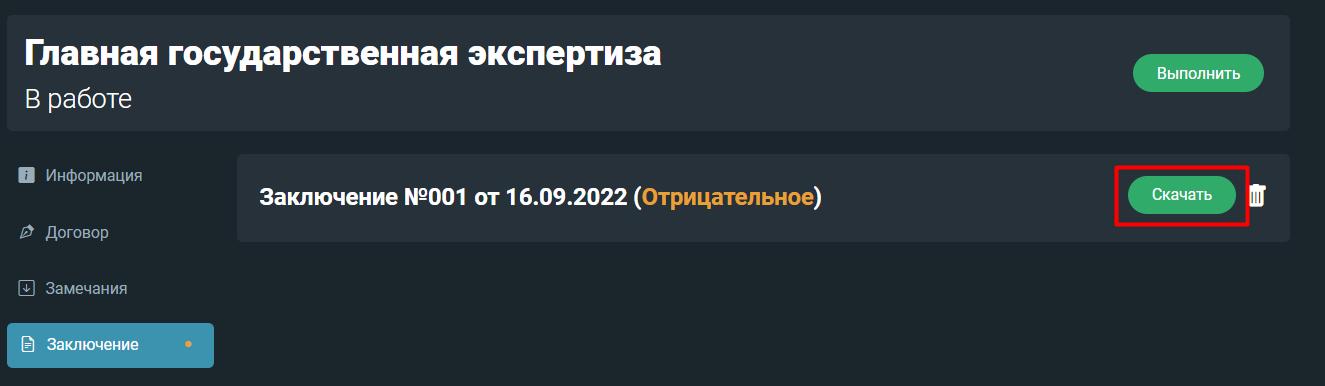 Главная государственная экспертиза
В работе
Выполнить
Информация
Договор
Замечания
Заключение
Заключение №001 от 16.09.2022 (Отрицательное)
Скачать